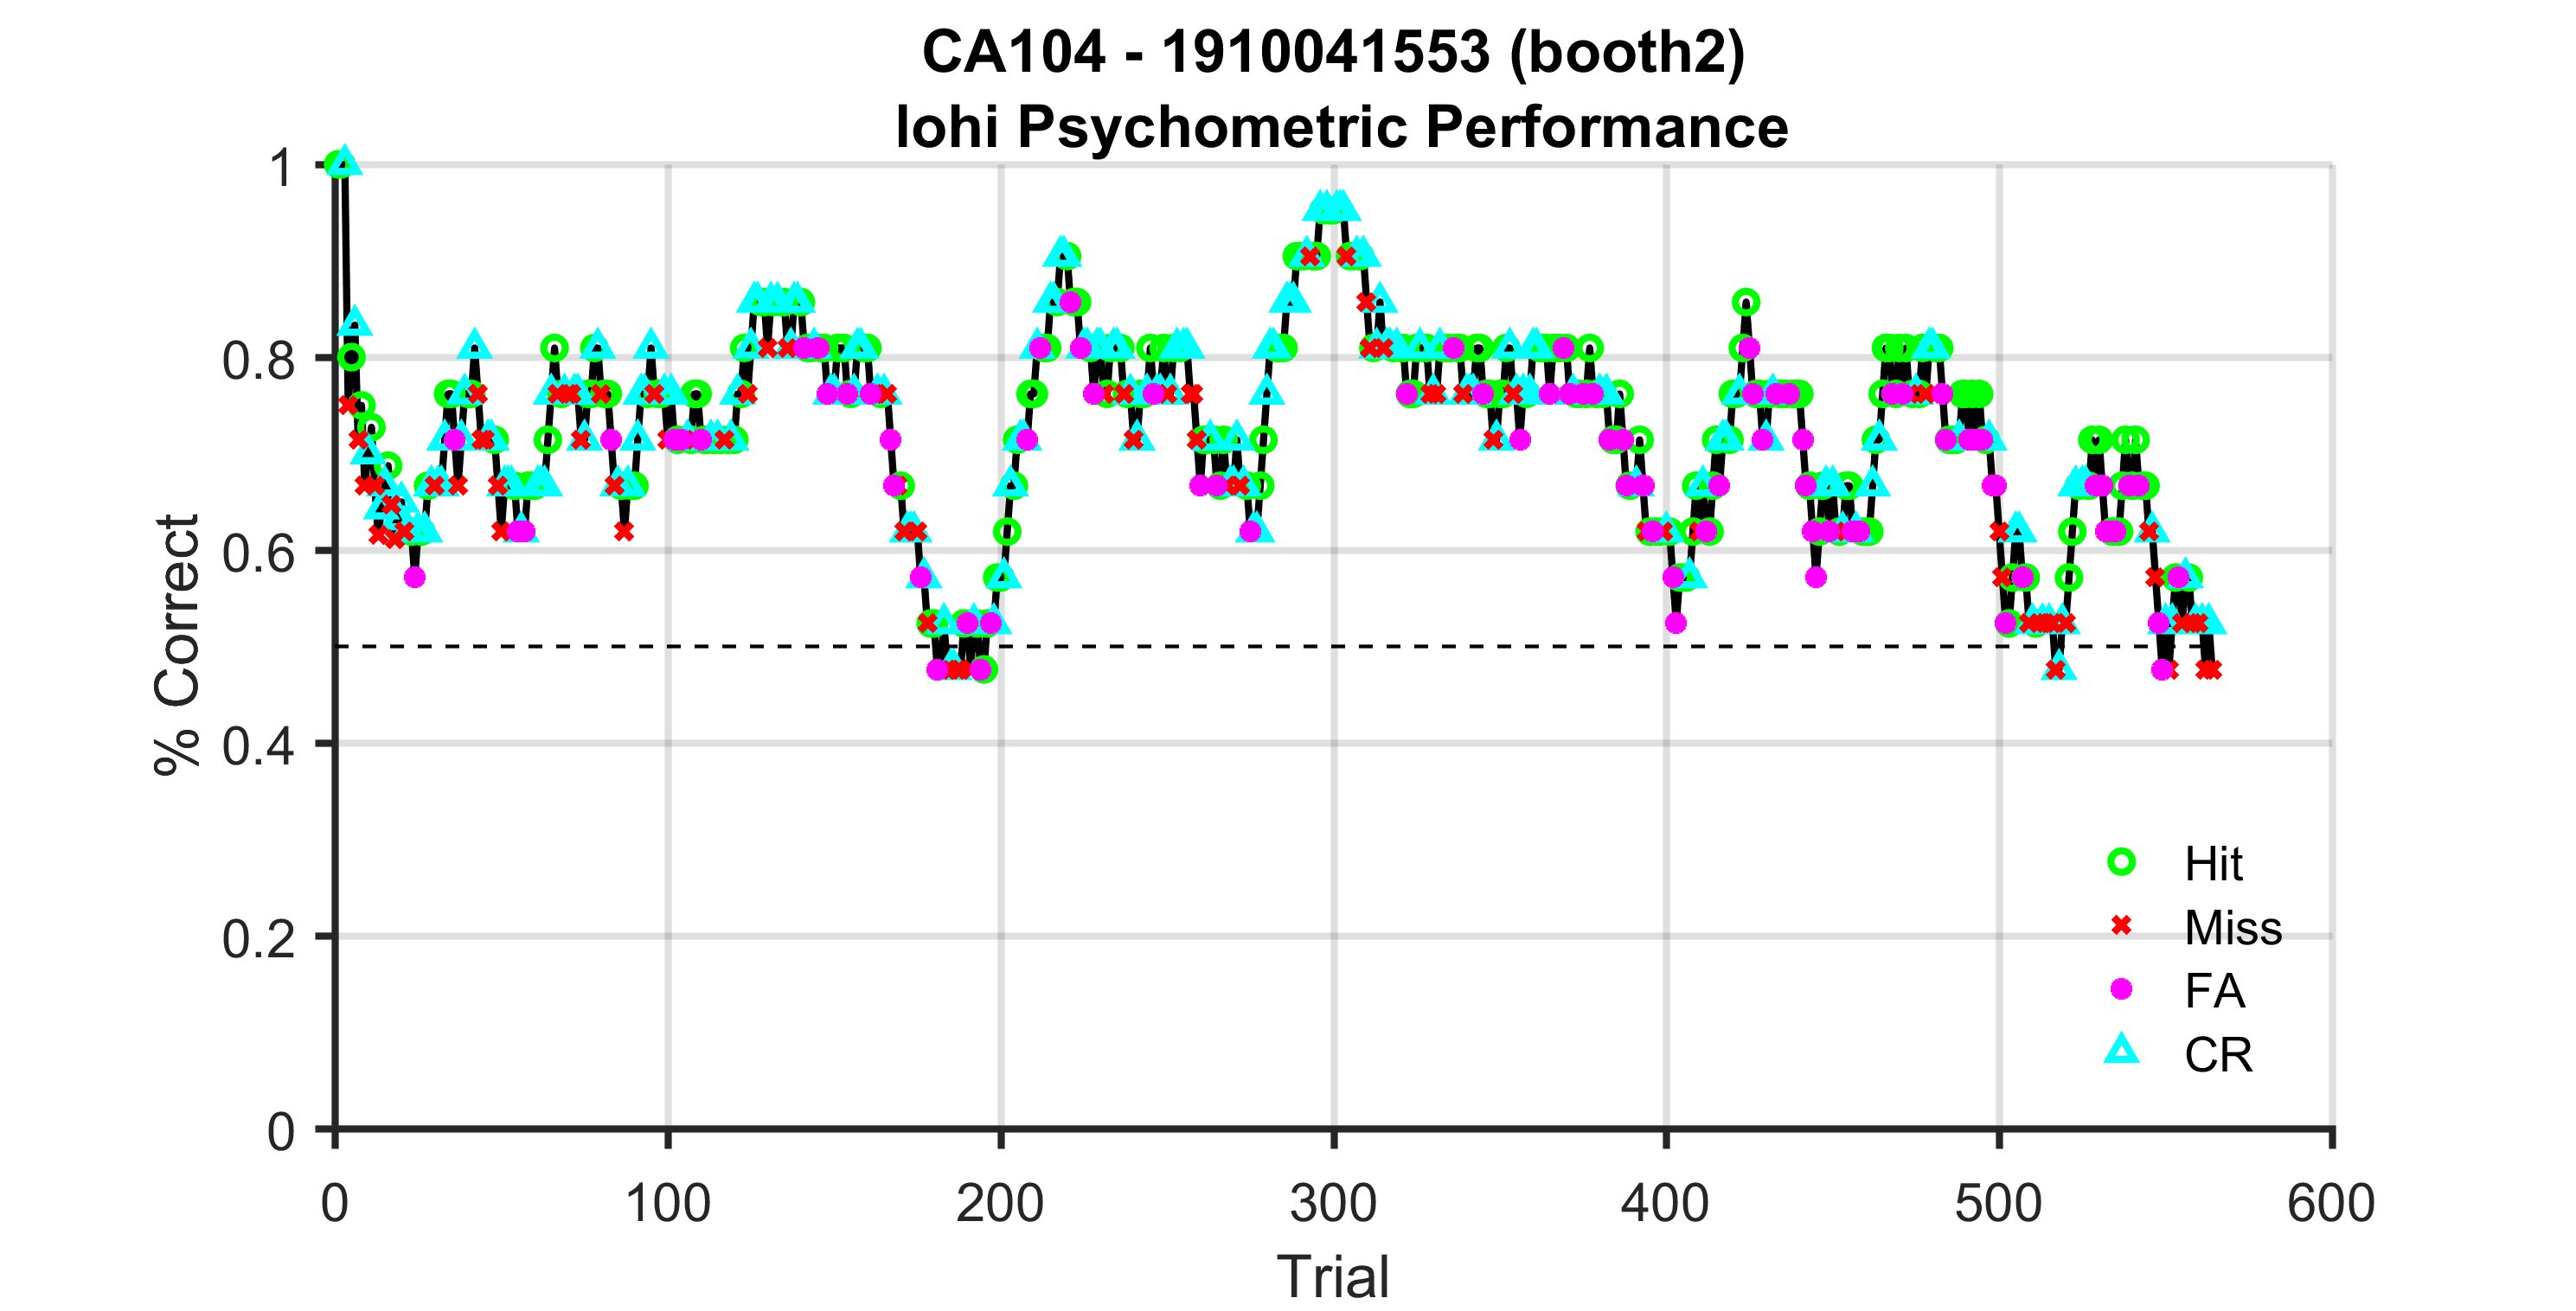 CA104 - 1910041553 (booth2)
lohi Psychometric Performance
1
0.8
0.6
0.4
0.2
0
% Correct
Hit
Miss
FA
CR
0 100 200 300 400 500 600
Trial